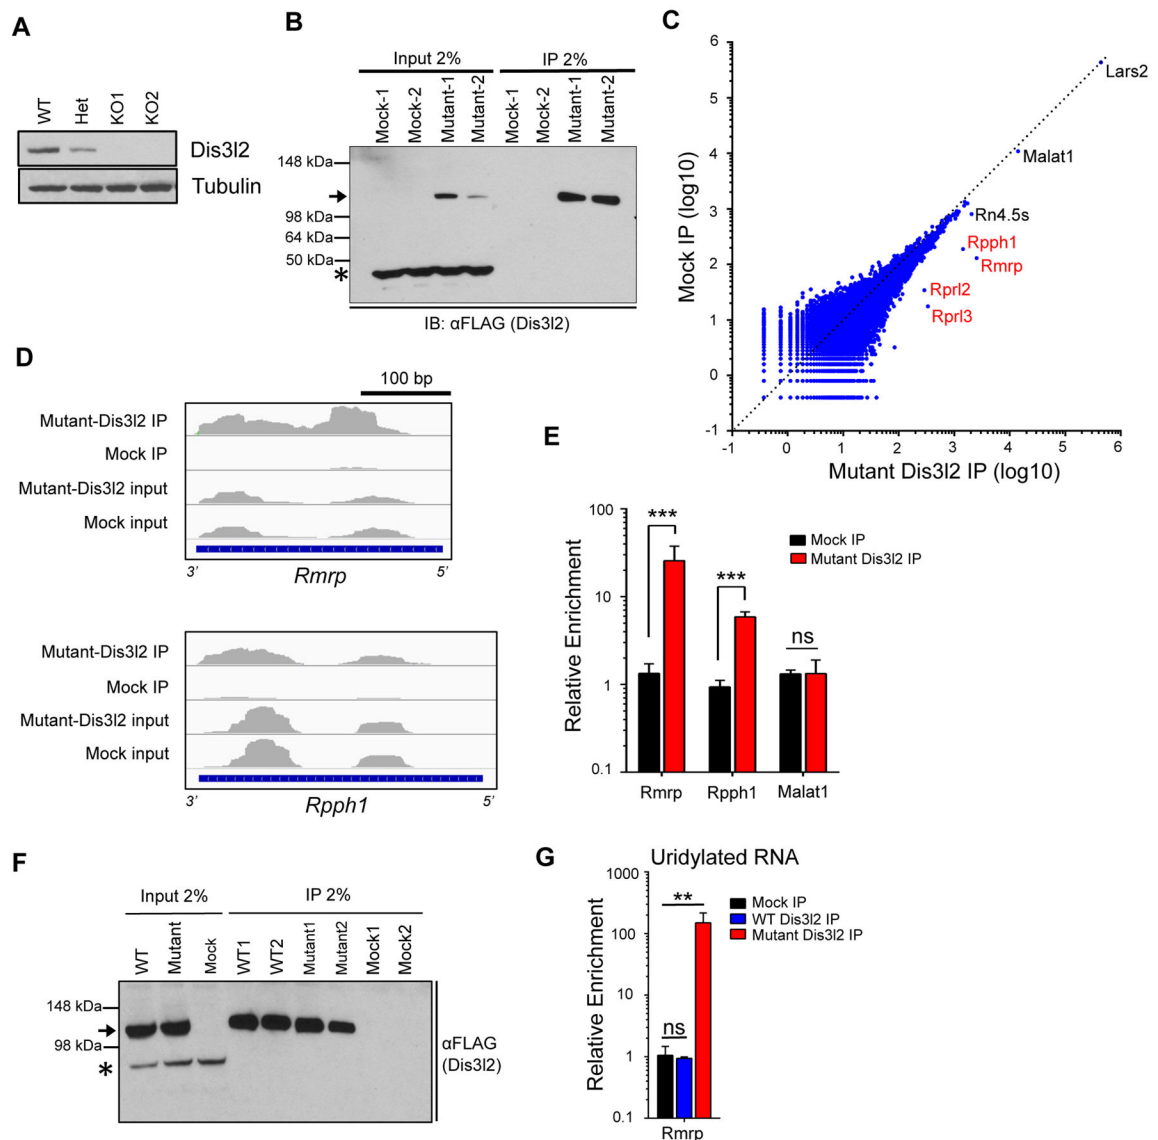 A
WT Het KO1 KO2
Dis3l2
Tubulin
B
Input 2% IP 2%
Mock-1 Mock-2 Mutant-1 Mutant-2 Mock-1 Mock-2 Mutant-1 Mutant-2
148 kDa
98 kDa
64 kDa
50 kDa
*
IB: αFLAG (Dis3l2)
C
Mock IP (log10)
6
5
4
3
2
1
0
-1
-1 0 1 2 3 4 5 6
Mutant Dis3l2 IP (log10)
Lars2
Malat1
Rn4.5s
Rpph1
Rmrp
Rprl2
Rprl3
D
100 bp
Mutant-Dis3l2 IP
Mock IP
Mutant-Dis3l2 input
Mock input
3' 5'
Rmrp
Mutant-Dis3l2 IP
Mock IP
Mutant-Dis3l2 input
Mock input
3' 5'
Rpph1
E
Relative Enrichment
100
10
1
0.1
*** *** ns
Rmrp Rpph1 Malat1
Mock IP
Mutant Dis3l2 IP
F
Input 2% IP 2%
WT Mutant Mock WT1 WT2 Mutant1 Mutant2 Mock1 Mock2
148 kDa
98 kDa
*
αFLAG
(Dis3l2)
G
Uridylated RNA
Relative Enrichment
1000
100
10
1
0.1
**
ns
Rmrp
Mock IP
WT Dis3l2 IP
Mutant Dis3l2 IP